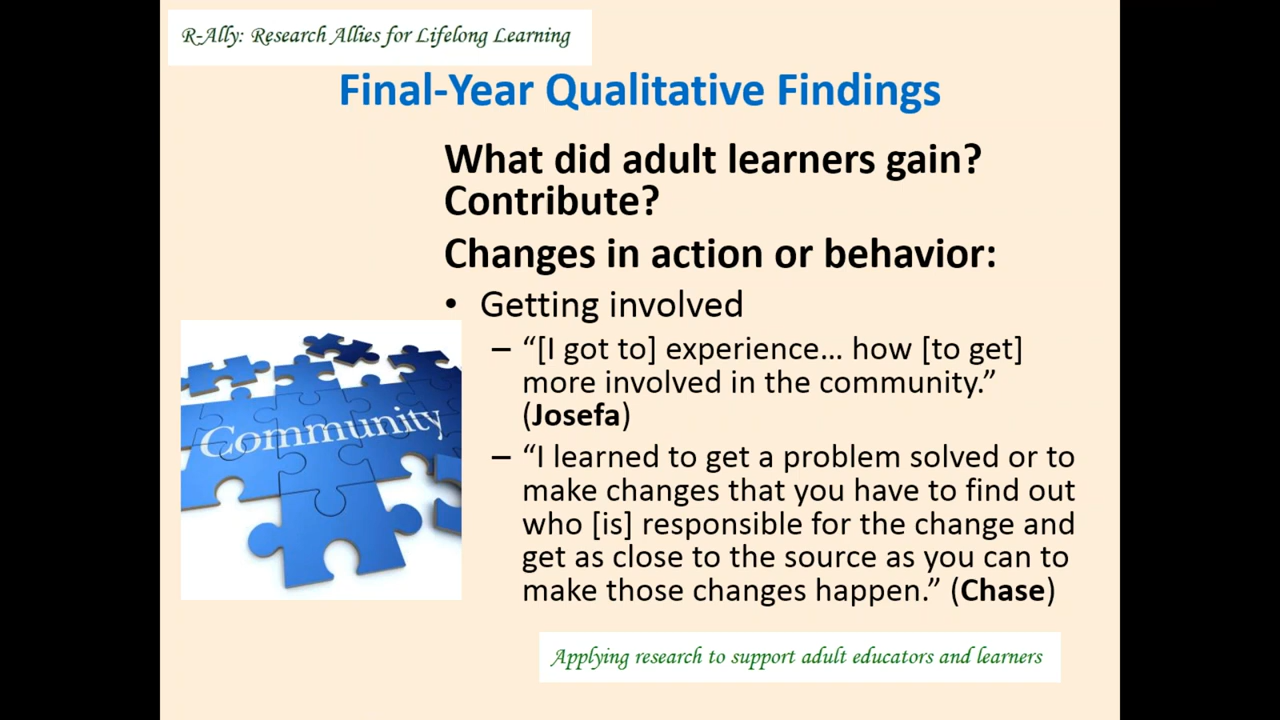 R-Ally: Research Allies for Lifelong Learning
Final-Year Qualitative Findings
What did adult learners gain?
Contribute?
Changes in action or behavior:
• Getting involved
– “[I got to] experience… how [to get]
more involved in the community.”
(Josefa)
– “I learned to get a problem solved or to
make changes that you have to find out
who [is] responsible for the change and
get as close to the source as you can to
make those changes happen.” (Chase)
Community
Applying research to support adult educators and learners